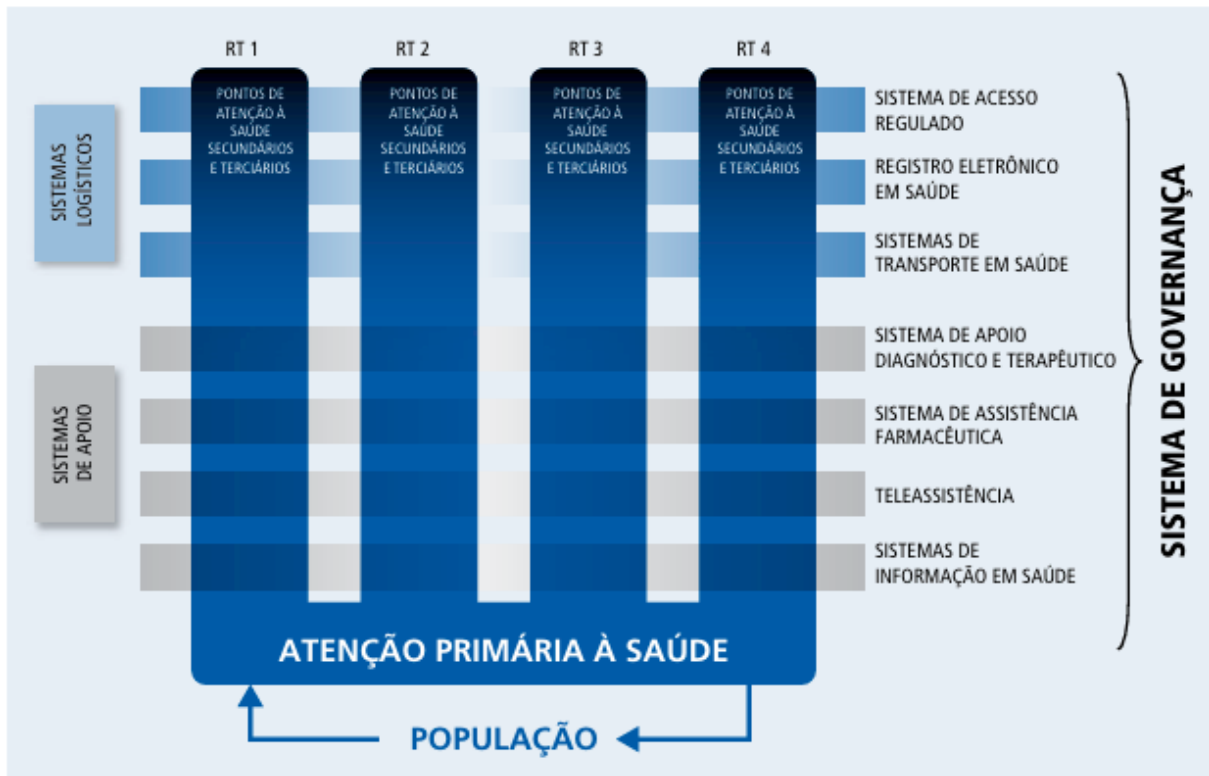 RT 1
RT 2
RT 3
RT 4
PONTOS DE
ATENÇÃO À
SAÚDE
SECUNDÁRIOS
E TERCIÁRIOS
PONTOS DE
ATENÇÃO À
SAÚDE
SECUNDÁRIOS
E TERCIÁRIOS
PONTOS DE
ATENÇÃO À
SAÚDE
SECUNDÁRIOS
E TERCIÁRIOS
PONTOS DE
ATENÇÃO À
SAÚDE
SECUNDÁRIOS
E TERCIÁRIOS
SISTEMAS
LOGÍSTICOS
SISTEMA DE ACESSO
REGULADO
REGISTRO ELETRÔNICO
EM SAÚDE
SISTEMAS DE
TRANSPORTE EM SAÚDE
SISTEMAS
DE APOIO
SISTEMA DE APOIO
DIAGNÓSTICO E TERAPÊUTICO
SISTEMA DE ASSISTÊNCIA
FARMACÊUTICA
TELEASSISTÊNCIA
SISTEMAS DE
INFORMAÇÃO EM SAÚDE
SISTEMA DE GOVERNANÇA
ATENÇÃO PRIMÁRIA À SAÚDE
POPULAÇÃO